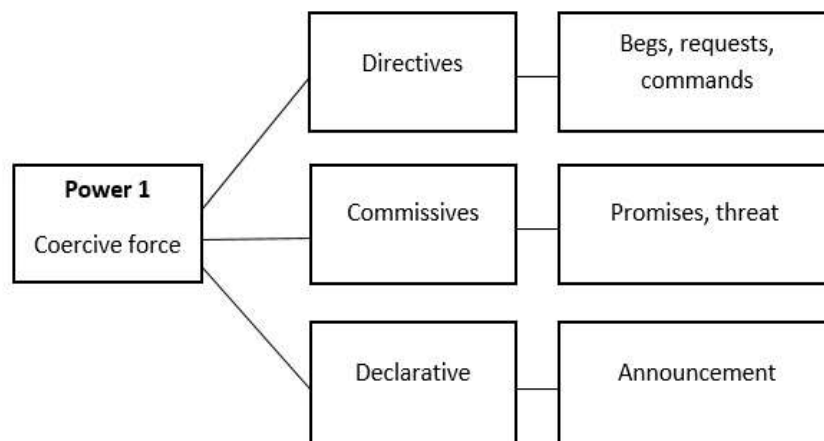 Directives
Begs, requests,
commands
Power 1
Coercive force
Commissives
Promises, threat
Declarative
Announcement